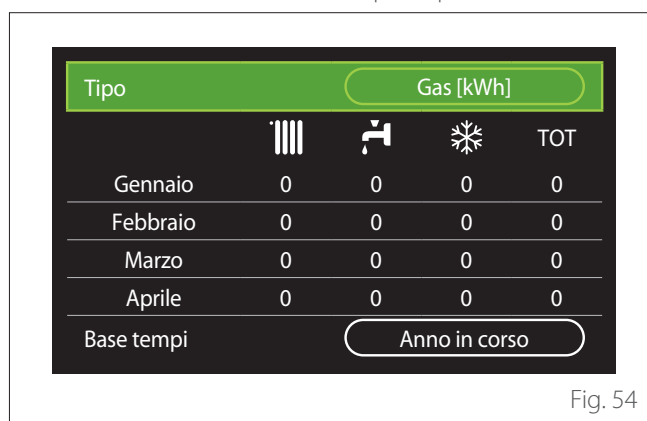 Tipo Gas [kWh]
TOT
Gennaio 0 0 0 0
Febbraio 0 0 0 0
Marzo 0 0 0 0
Aprile 0 0 0 0
Base tempi Anno in corso
Fig. 54